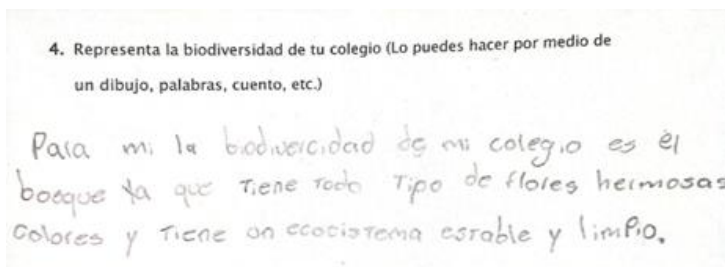 4. Representa la biodiversidad de tu colegio (Lo puedes hacer por medio de
un dibujo, palabras, cuento, etc.)
Para mi la biodivercidad de mi colegio es el
bosque ya que tiene todo tipo de flores hermosas
colores y tiene un ecocistema estable y limpio.